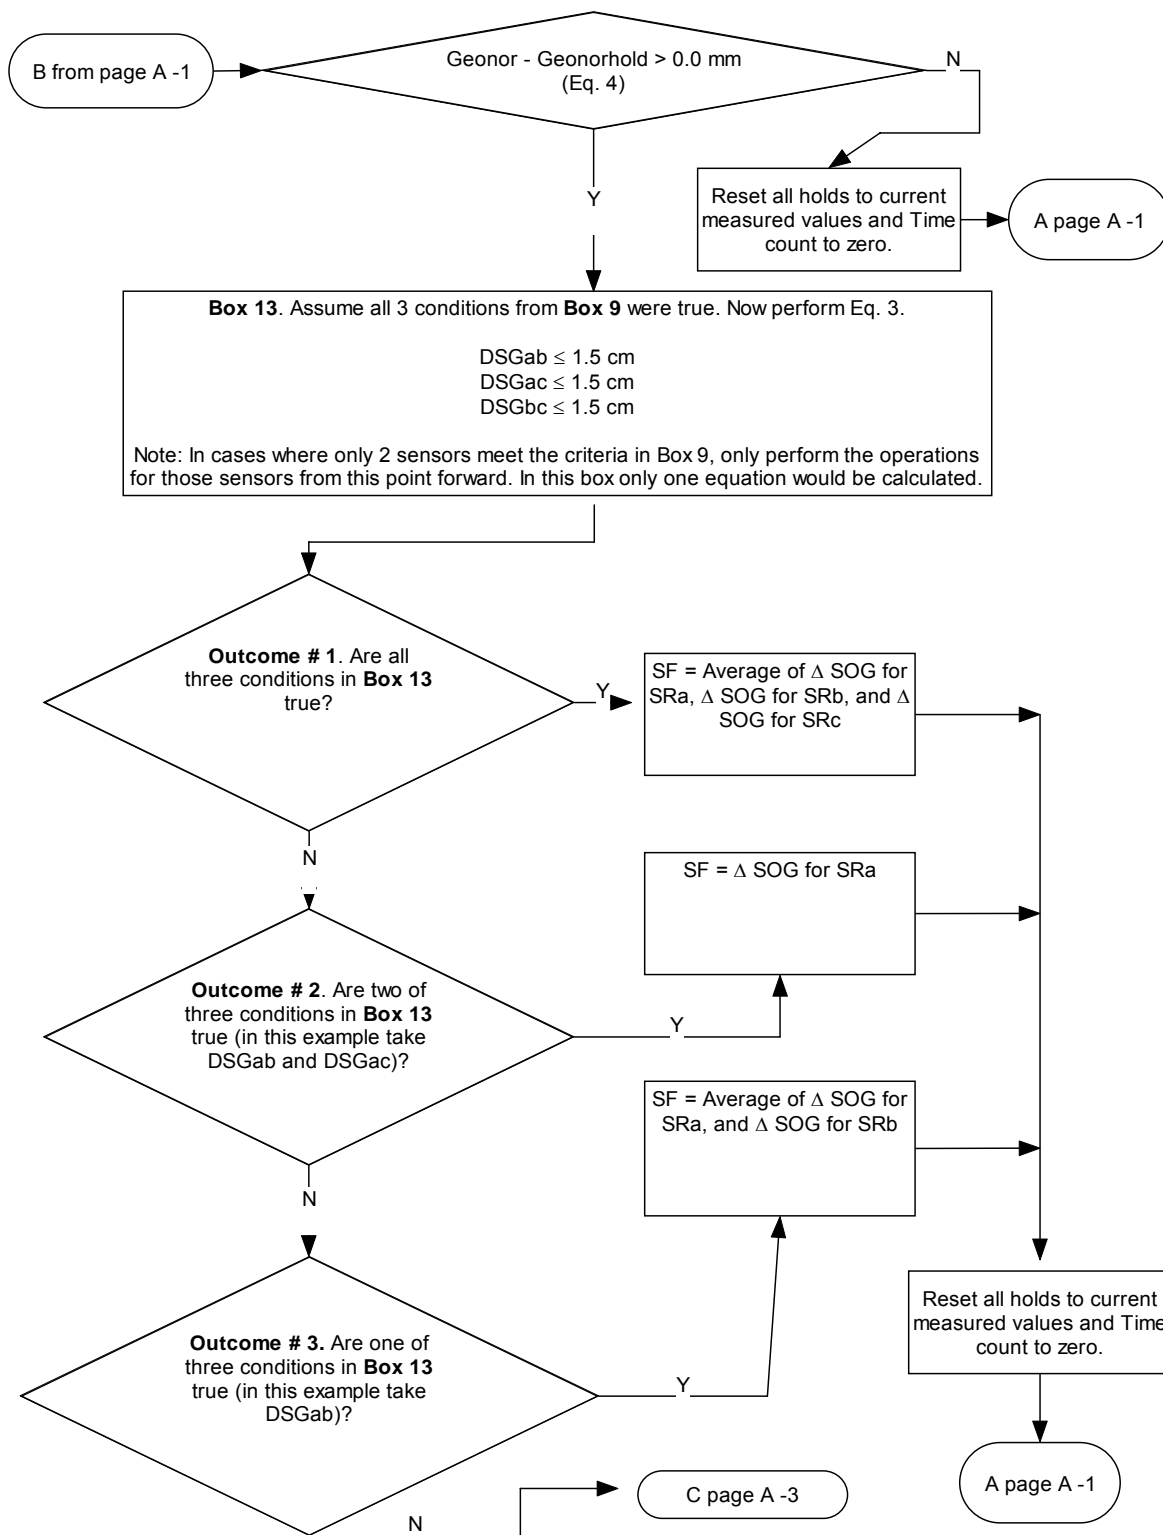 B from page A -1
Geonor - Geonorhold > 0.0 mm
(Eq. 4)
N
Y
Reset all holds to current
measured values and Time
count to zero.
A page A -1
Box 13. Assume all 3 conditions from Box 9 were true. Now perform Eq. 3.
DSGab ≤ 1.5 cm
DSGac ≤ 1.5 cm
DSGbc ≤ 1.5 cm
Note: In cases where only 2 sensors meet the criteria in Box 9, only perform the operations
for those sensors from this point forward. In this box only one equation would be calculated.
Outcome # 1. Are all
three conditions in Box 13
true?
Y
SF = Average of Δ SOG for
SRa, Δ SOG for SRb, and Δ
SOG for SRc
N
SF = Δ SOG for SRa
Outcome # 2. Are two of
three conditions in Box 13
true (in this example take
DSGab and DSGac)?
Y
SF = Average of Δ SOG for
SRa, and Δ SOG for SRb
N
Reset all holds to current
measured values and Time
count to zero.
Outcome # 3. Are one of
three conditions in Box 13
true (in this example take
DSGab)?
Y
A page A -1
C page A -3
N